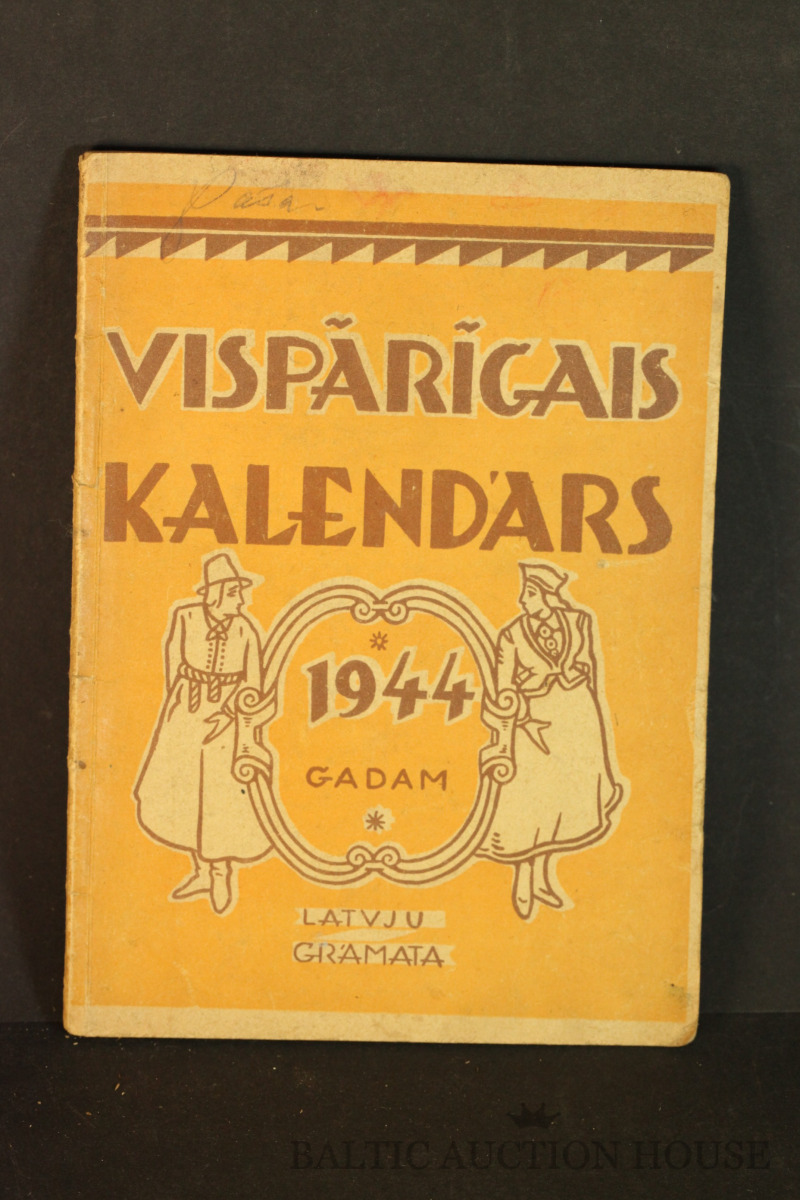 VISPĀRĪGAIS
KALENDĀRS
1944
GADAM
LATVJU
GRĀMATA
BALTIC AUCTION HOUSE